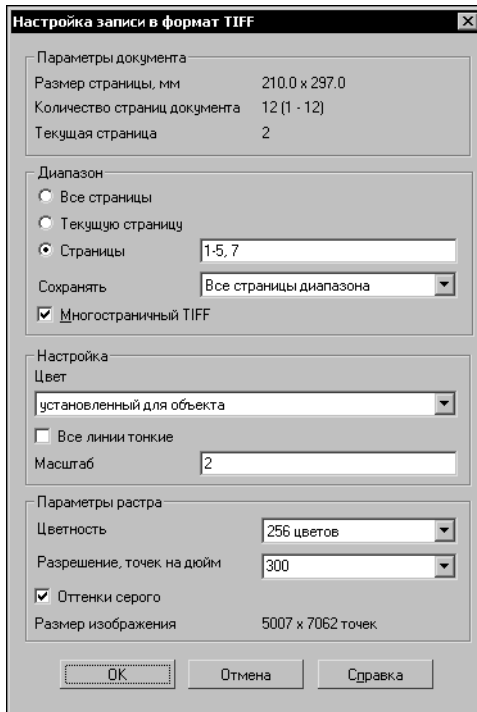 Настройка записи в формат TIFF
Параметры документа
Размер страницы, мм 210.0 x 297.0
Количество страниц документа 12 (1 - 12)
Текущая страница 2
Диапазон
Все страницы
Текущую страницу
Страницы 1-5, 7
Сохранять Все страницы диапазона
Многостраничный TIFF
Настройка
Цвет
установленный для объекта
Все линии тонкие
Масштаб 2
Параметры растра
Цветность 256 цветов
Разрешение, точек на дюйм 300
Оттенки серого
Размер изображения 5007 x 7062 точек
OK Отмена Справка